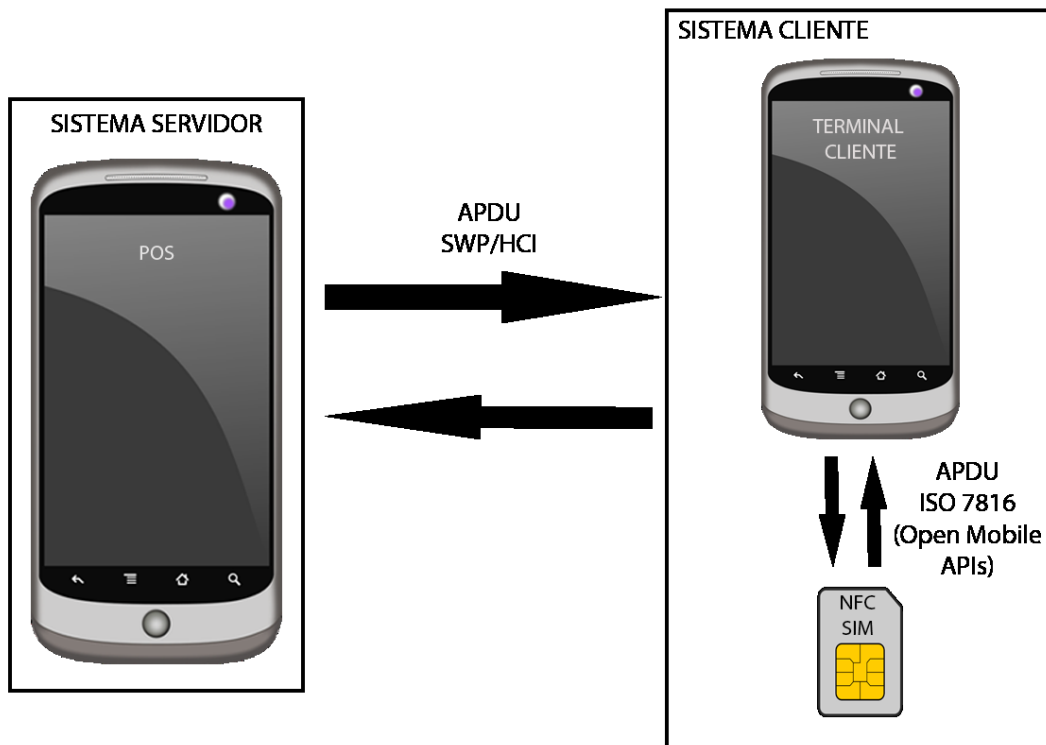 SISTEMA SERVIDOR
POS
APDU
SWP/HCI
SISTEMA CLIENTE
TERMINAL
CLIENTE
APDU
ISO 7816
(Open Mobile
APIs)
NFC
SIM